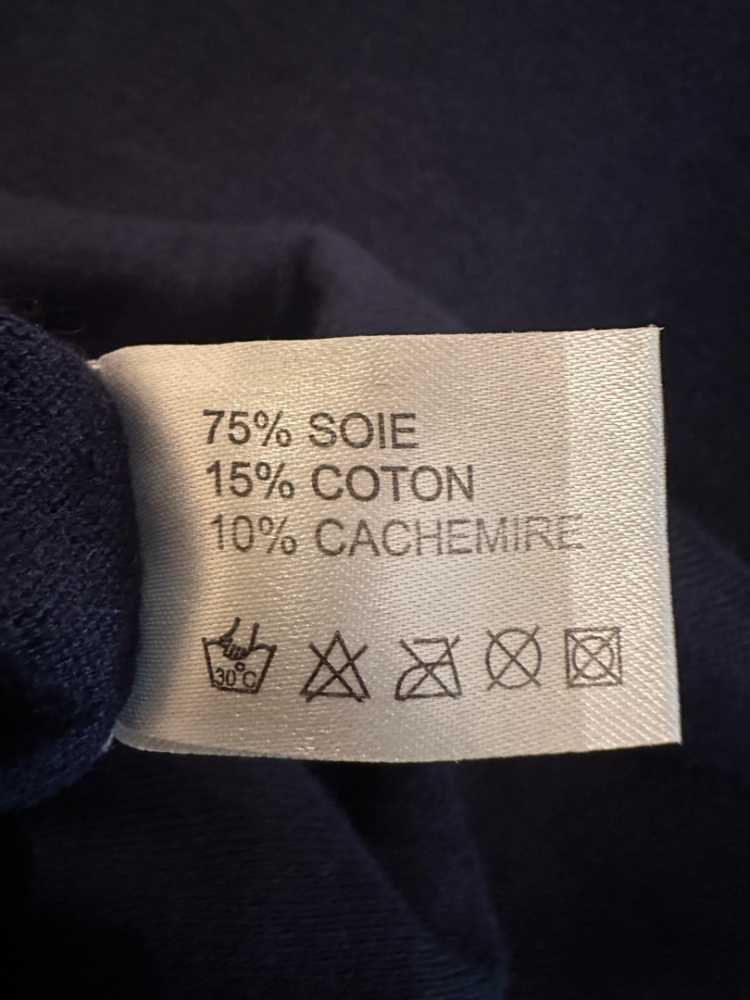 75% SOIE
15% COTON
10% CACHEMIRE
30°C